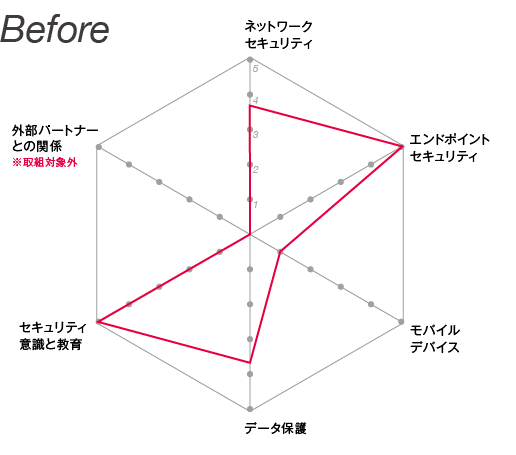 Before
ネットワーク
セキュリティ
5
4
3
2
1
外部パートナー
との関係
※取組対象外
エンドポイント
セキュリティ
セキュリティ
意識と教育
モバイル
デバイス
データ保護